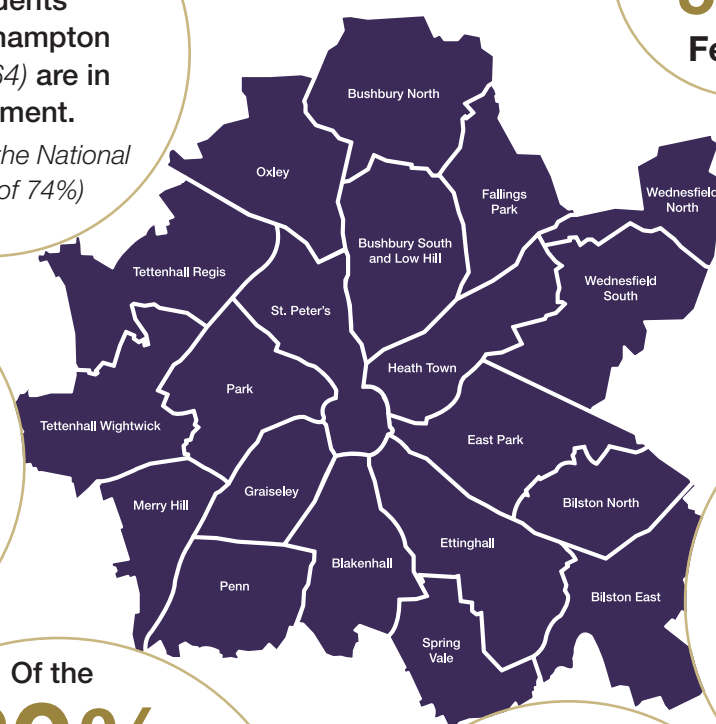 dents
hampton
64) are in
ment.
the National
of 74%)
Fe
Bushbury North
Oxley
Fallings
Park
Wednesfield
North
Bushbury South
and Low Hill
Tettenhall Regis
Wednesfield
South
St. Peter's
Heath Town
Park
Tettenhall Wightwick
East Park
Graiseley
Merry Hill
Bilston North
Ettinghall
Blakenhall
Penn
Bilston East
Spring
Vale
Of the